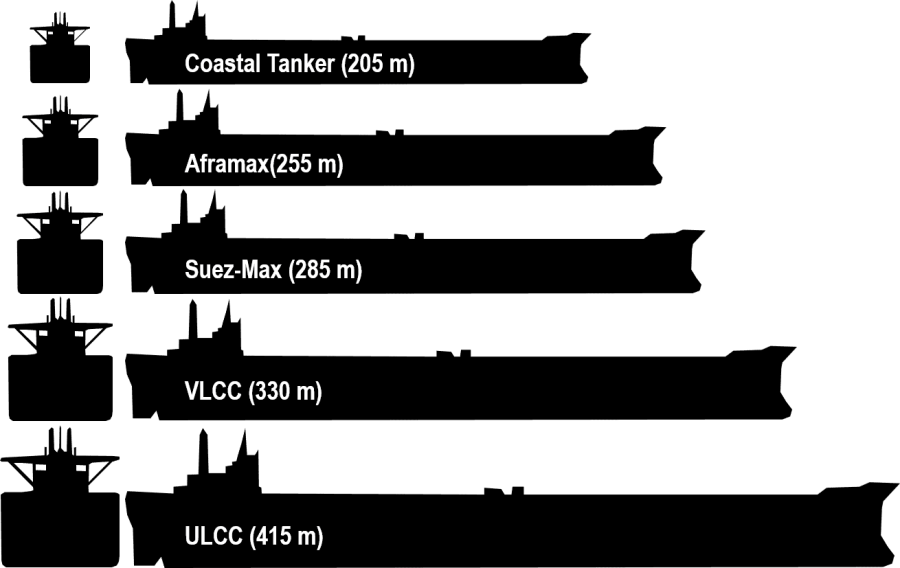 Coastal Tanker (205 m)
Aframax(255 m)
Suez-Max (285 m)
VLCC (330 m)
ULCC (415 m)